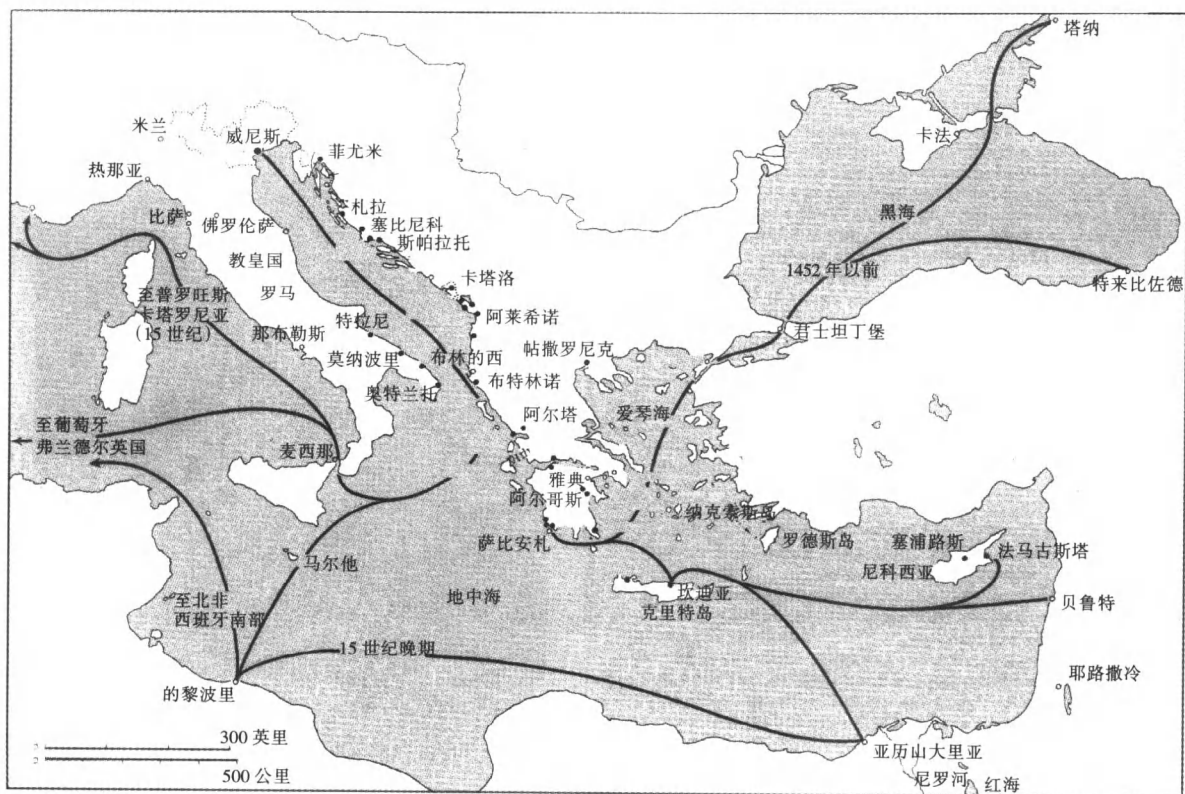 塔纳
米兰
威尼斯
菲尤米
卡法
热那亚
札拉
比萨
佛罗伦萨
塞比尼科
斯帕拉托
黑海
教皇国
卡塔洛
1452年以前
特来比佐德
罗马
至普罗旺斯
卡塔罗尼亚
(15世纪)
阿莱希诺
特拉尼
那布勒斯
君士坦丁堡
莫纳波里
布林的西
帖撒罗尼克
奥特兰托
布特林诺
阿尔塔
爱琴海
至葡萄牙
弗兰德尔英国
麦西那
雅典
阿尔哥斯
纳克索斯岛
萨比安札
罗德斯岛
塞浦路斯
法马古斯塔
尼科西亚
马尔他
坎迪亚
克里特岛
贝鲁特
地中海
至北非
西班牙南部
15世纪晚期
的黎波里
耶路撒冷
300英里
500公里
亚历山大里亚
尼罗河
红海